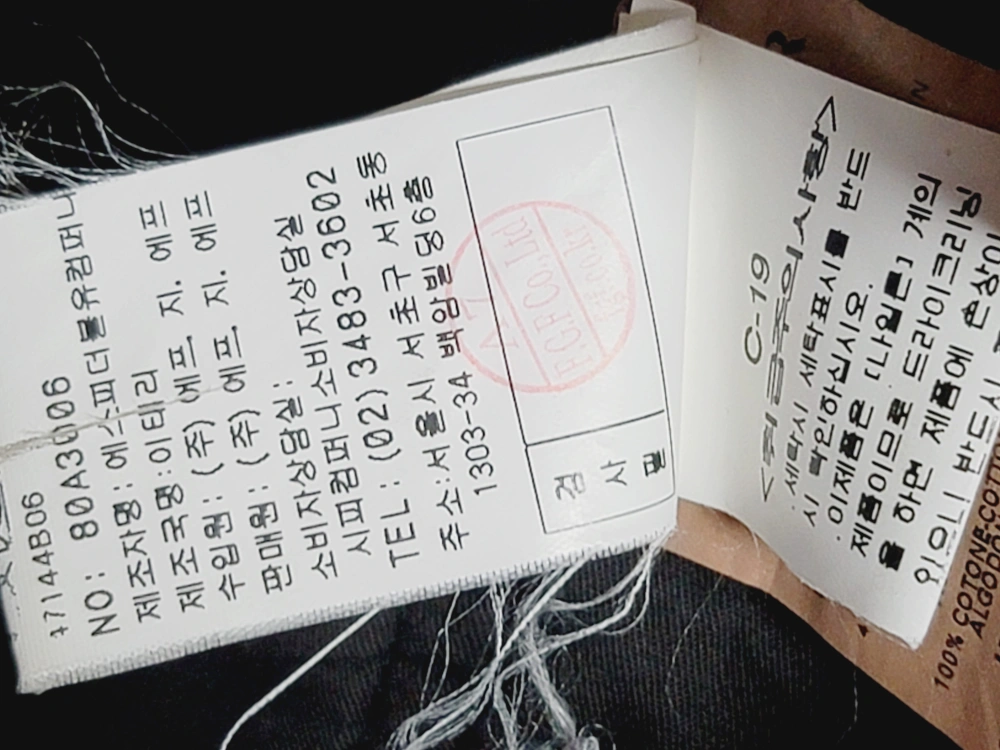 77144B06
NO: 80A3006
제조자명:에스피더블유컴퍼니
제조국명:이태리
수입원: (주) 에프. 지. 에프
판매원: (주) 에프. 지. 에프
소비자상담실:
시피컴퍼니소비자상담실
TEL: (02)3483-3602
주소:서울시 서초구 서초동
1303-34 백암빌딩6층
검사필
F.G.F Co.,Ltd
C-19
<취급주의사항>
·세탁시 세탁표시를 반드
시 확인하십시오.
·이제품은 [나일론] 계의
제품이므로 드라이크리닝
을 하면 제품에 손상이
있으니 반드시
100% COTONE-COTTO
ALGOD